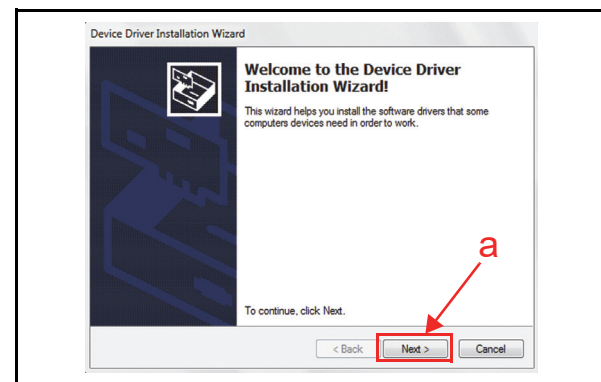 Device Driver Installation Wizard
Welcome to the Device Driver
Installation Wizard!
This wizard helps you install the software drivers that some
computers devices need in order to work.
a
To continue, click Next.
< Back
Next >
Cancel